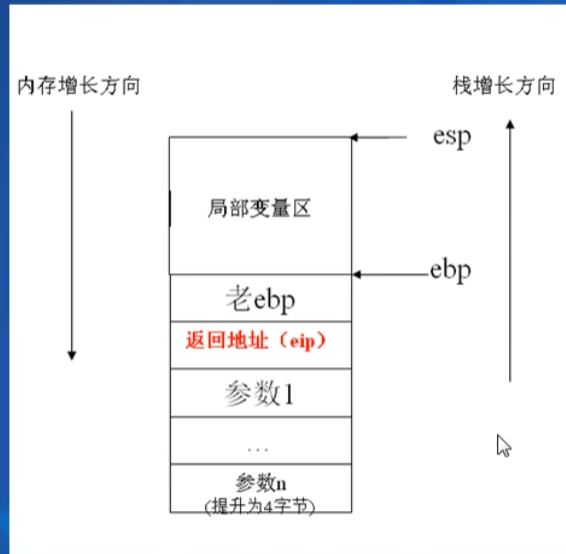 内存增长方向
栈增长方向
esp
局部变量区
ebp
老ebp
返回地址（eip）
参数1
...
参数n
(提升为4字节)